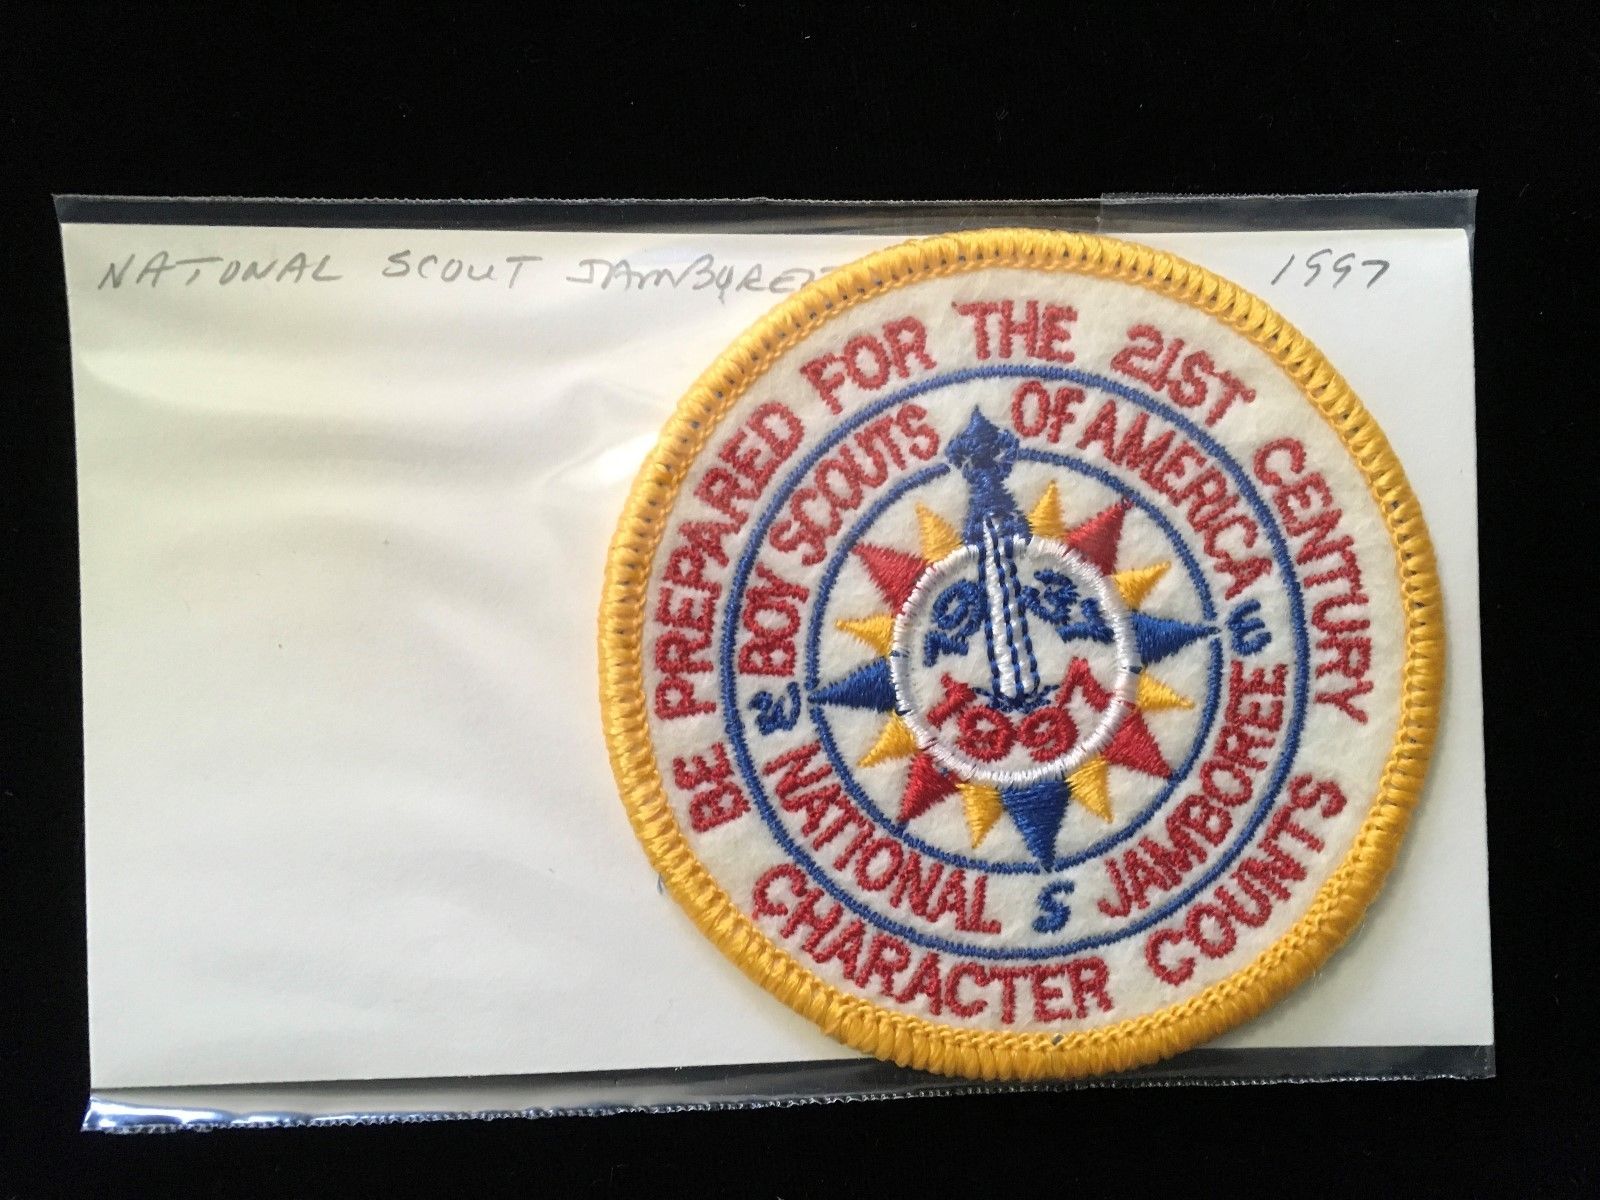 NATONAL SCOUT 1997
BE PREPARED FOR THE 21ST CENTURY
BOY SCOUTS OF AMERICA
W E
1937
1997
NATIONAL S JAMBOREE
CHARACTER COUNTS